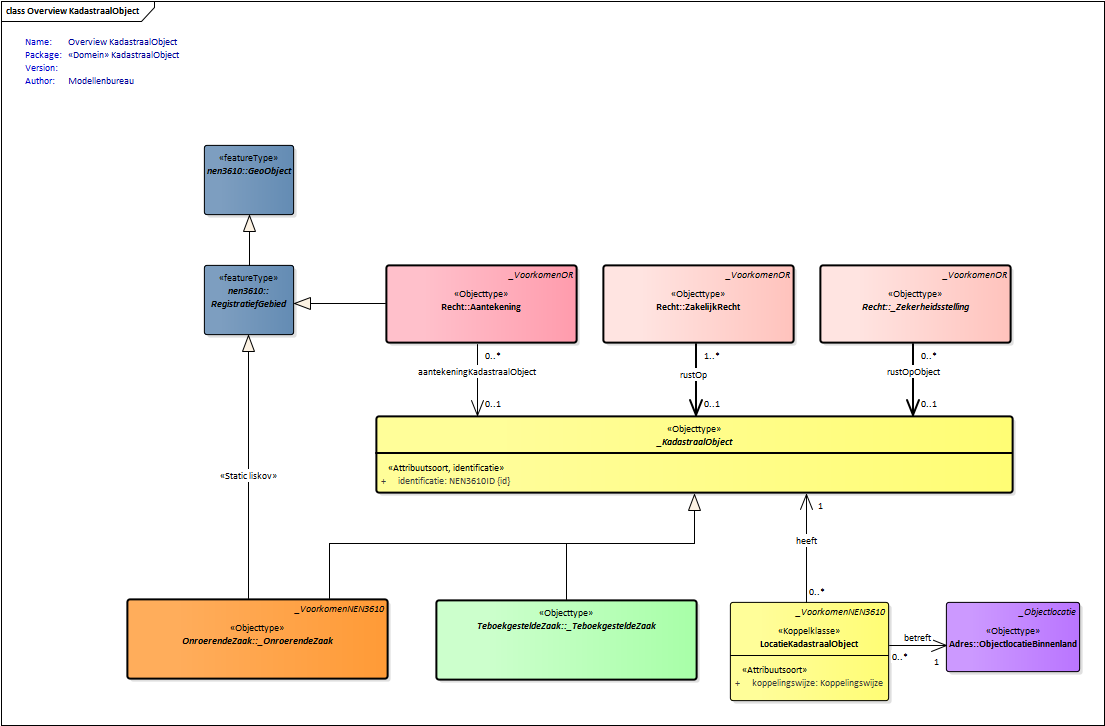 class Overview KadastraalObject
Name: Overview KadastraalObject
Package: «Domein» KadastraalObject
Version:
Author: Modellenbureau
«featureType»
nen3610::GeoObject
«featureType»
nen3610::
RegistratiefGebied
_VoorkomenOR
«Objecttype»
Recht::Aantekening
_VoorkomenOR
«Objecttype»
Recht::ZakelijkRecht
_VoorkomenOR
«Objecttype»
Recht::_Zekerheidsstelling
0..*
aantekeningKadastraalObject
0..1
1..*
rustOp
0..1
0..*
rustOpObject
0..1
«Objecttype»
_KadastraalObject
«Attribuutsoort, identificatie»
+ identificatie: NEN3610ID {id}
«Static liskov»
1
heeft
0..*
_VoorkomenNEN3610
«Objecttype»
OnroerendeZaak::_OnroerendeZaak
«Objecttype»
TeboekgesteldeZaak::_TeboekgesteldeZaak
_VoorkomenNEN3610
«Koppelklasse»
LocatieKadastraalObject
«Attribuutsoort»
+ koppelingswijze: Koppelingswijze
betreft
0..*
1
_Objectlocatie
«Objecttype»
Adres::ObjectlocatieBinnenland